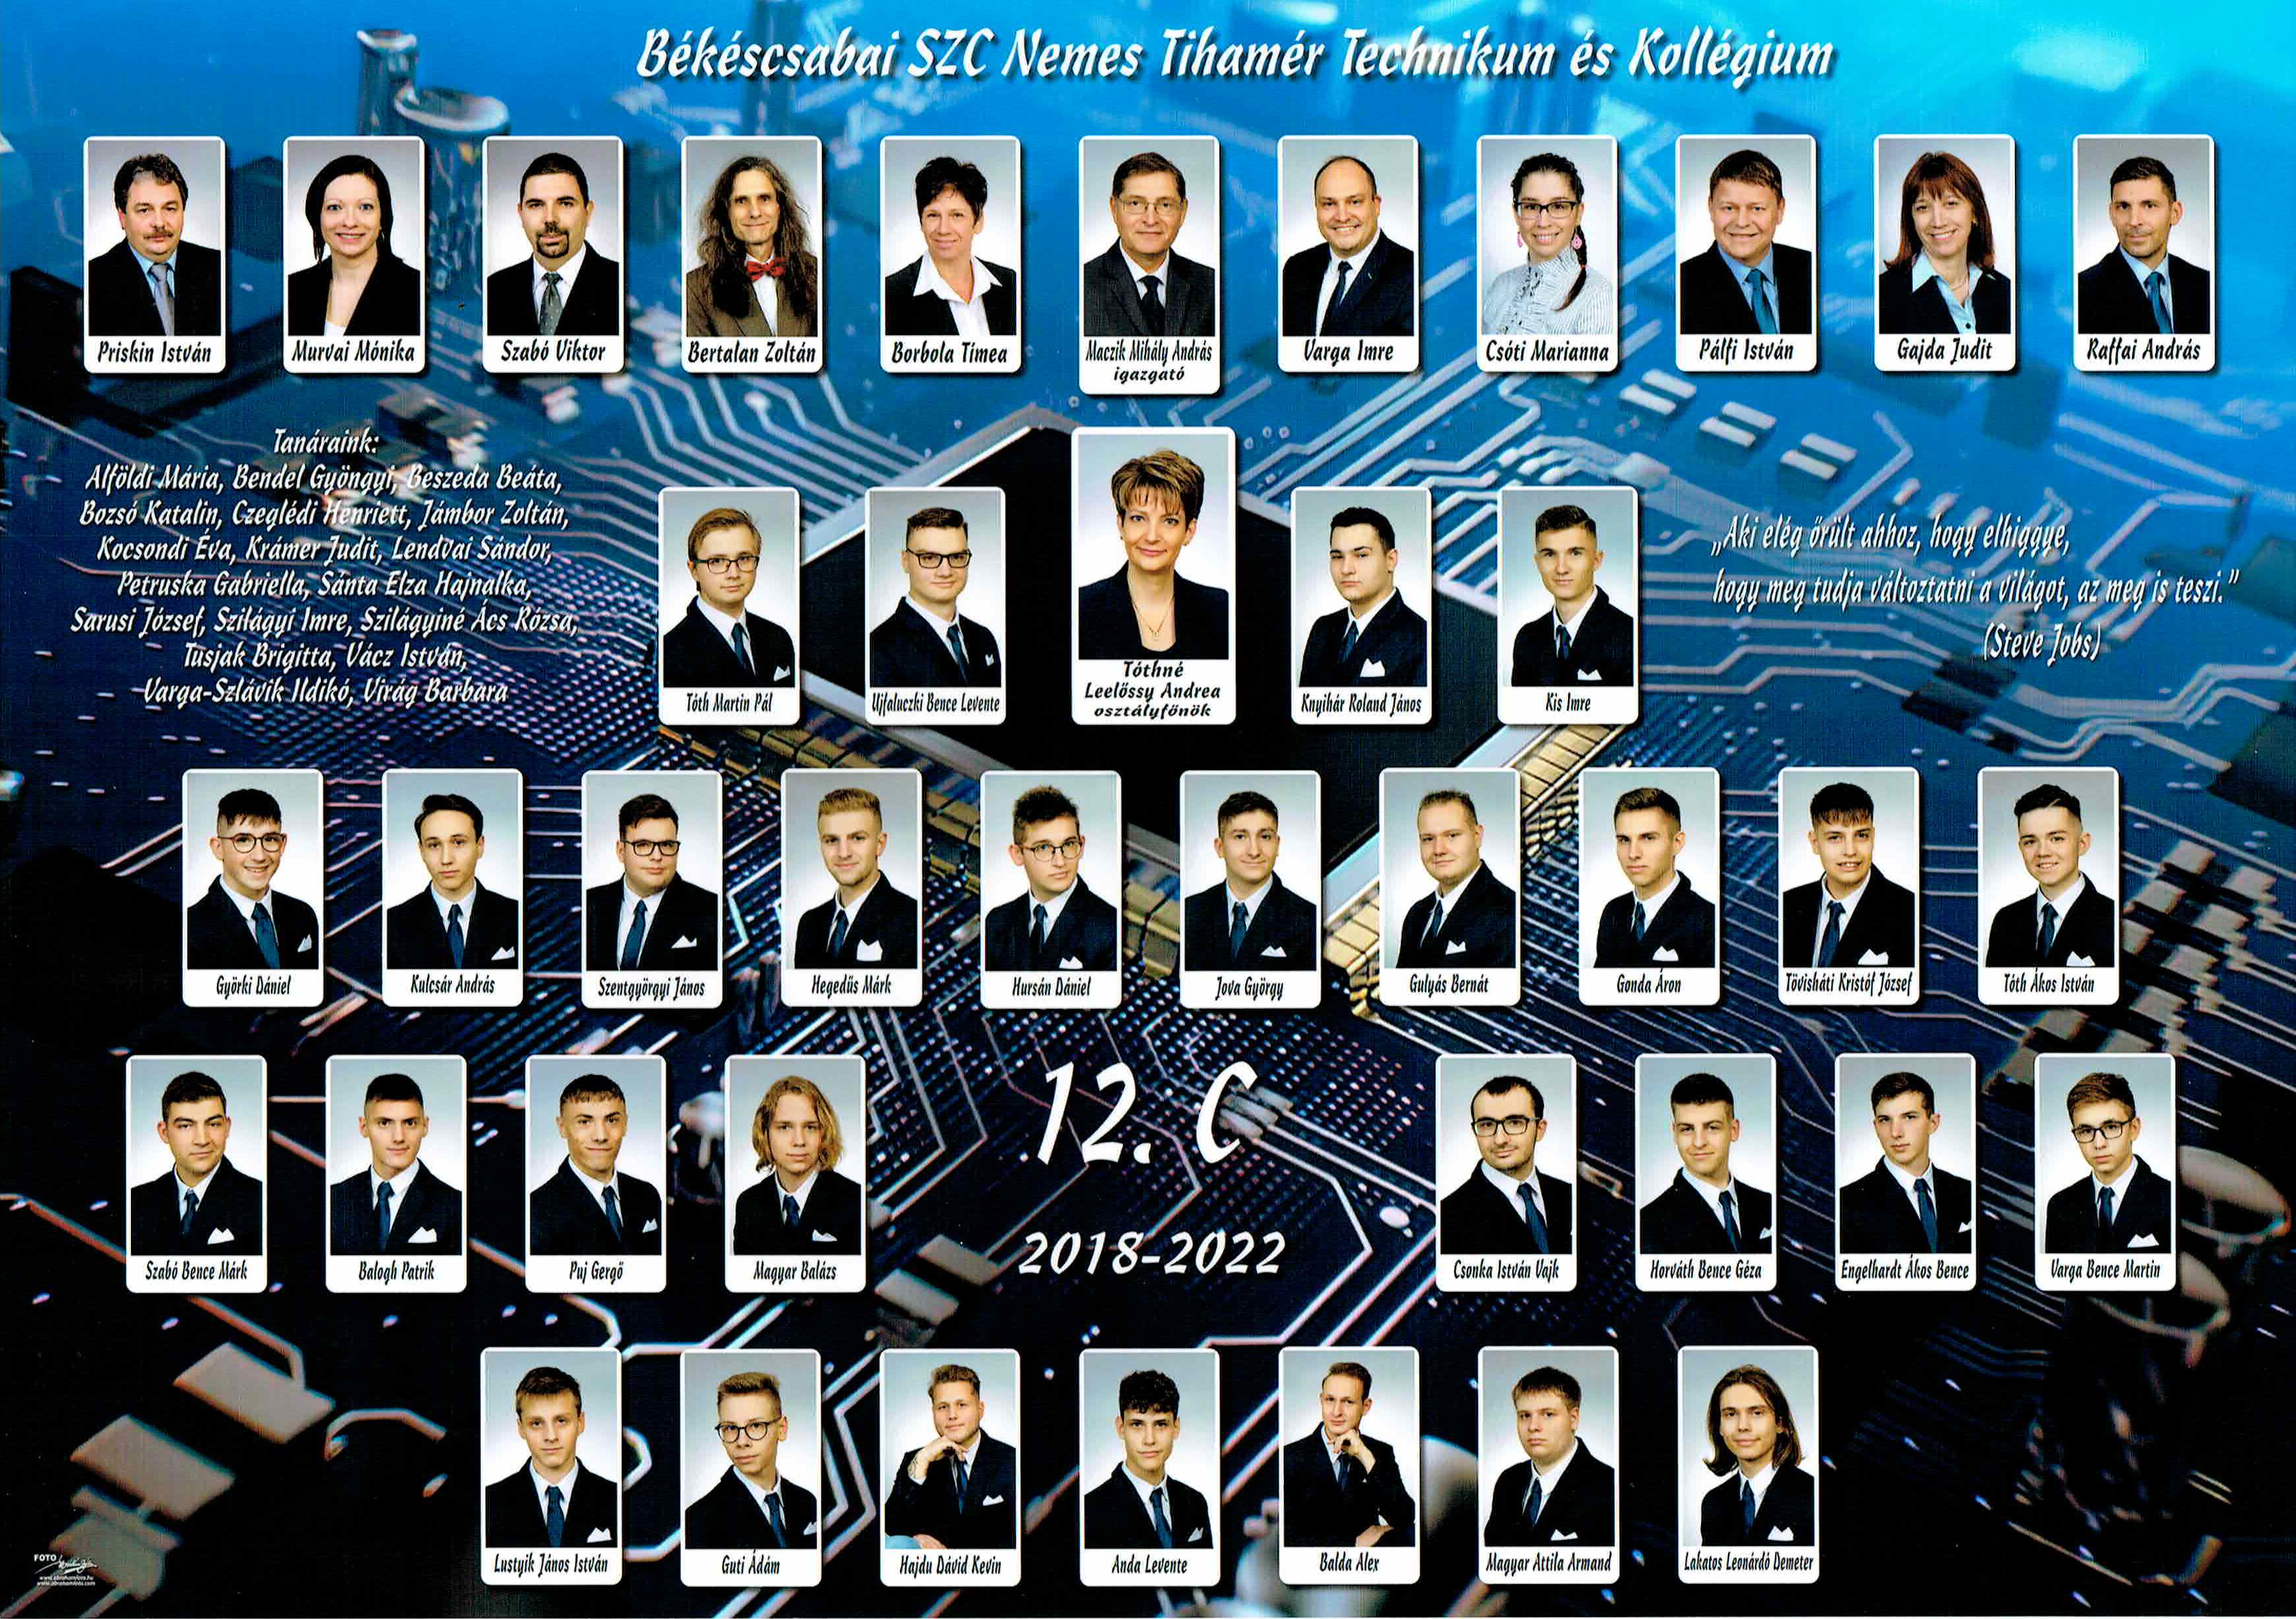 Békéscsabai SZC Nemes Tihamér Technikum és Kollégium
Priskin István
Murvai Mónika
Szabó Viktor
Bertalan Zoltán
Borbola Tímea
Maczik Mihály András
igazgató
Varga Imre
Csóti Marianna
Pálfi István
Gajda Judit
Raffai András
Tanáraink:
Alföldi Mária, Bendel Gyöngyi, Beszeda Beáta,
Bozsó Katalin, Czeglédi Henriett, Jámbor Zoltán,
Kocsondi Éva, Krámer Judit, Lendvai Sándor,
Petruska Gabriella, Sánta Elza Hajnalka,
Sarusi József, Szilágyi Imre, Szilágyiné Ács Rózsa,
Tusjak Brigitta, Vácz István,
Varga-Szlávik Ildikó, Virág Barbara
Tóth Martin Pál
Ujfaluczki Bence Levente
Tóthné
Leelőssy Andrea
osztályfőnök
Knyihár Roland János
Kis Imre
„Aki elég őrült ahhoz, hogy elhiggye,
hogy meg tudja változtatni a világot, az meg is teszi.”
(Steve Jobs)
Györki Dániel
Kulcsár András
Szentgyörgyi János
Hegedűs Márk
Hursán Dániel
Jova György
Gulyás Bernát
Gonda Áron
Tövisháti Kristóf József
Tóth Ákos István
Szabó Bence Márk
Balogh Patrik
Puj Gergő
Magyar Balázs
12. C
2018-2022
Csonka István Vajk
Horváth Bence Géza
Engelhardt Ákos Bence
Varga Bence Martin
Lustyik János István
Guti Ádám
Hajdu Dávid Kevin
Anda Levente
Balda Alex
Magyar Attila Armand
Lakatos Leonárdó Demeter
FOTO
www.abrahamfoto.hu
www.abrahamfoto.com